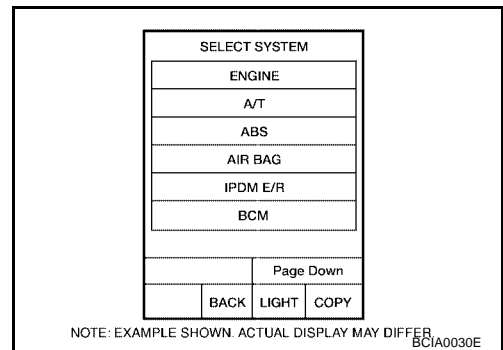 SELECT SYSTEM
ENGINE
A/T
ABS
AIR BAG
IPDM E/R
BCM
Page Down
BACK LIGHT COPY
NOTE: EXAMPLE SHOWN. ACTUAL DISPLAY MAY DIFFER.
BCIA0030E